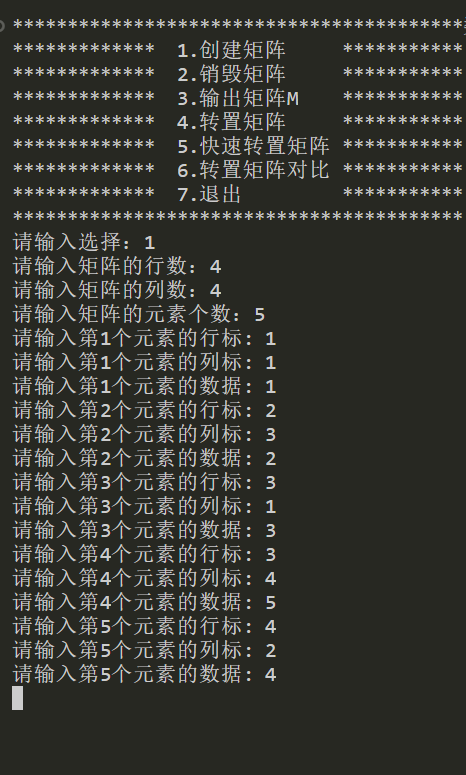 *****************************************
************* 1.创建矩阵 ***********
************* 2.销毁矩阵 ***********
************* 3.输出矩阵M ***********
************* 4.转置矩阵 ***********
************* 5.快速转置矩阵 ***********
************* 6.转置矩阵对比 ***********
************* 7.退出 ***********
*****************************************
请输入选择：1
请输入矩阵的行数：4
请输入矩阵的列数：4
请输入矩阵的元素个数：5
请输入第1个元素的行标：1
请输入第1个元素的列标：1
请输入第1个元素的数据：1
请输入第2个元素的行标：2
请输入第2个元素的列标：3
请输入第2个元素的数据：2
请输入第3个元素的行标：3
请输入第3个元素的列标：1
请输入第3个元素的数据：3
请输入第4个元素的行标：3
请输入第4个元素的列标：4
请输入第4个元素的数据：5
请输入第5个元素的行标：4
请输入第5个元素的列标：2
请输入第5个元素的数据：4